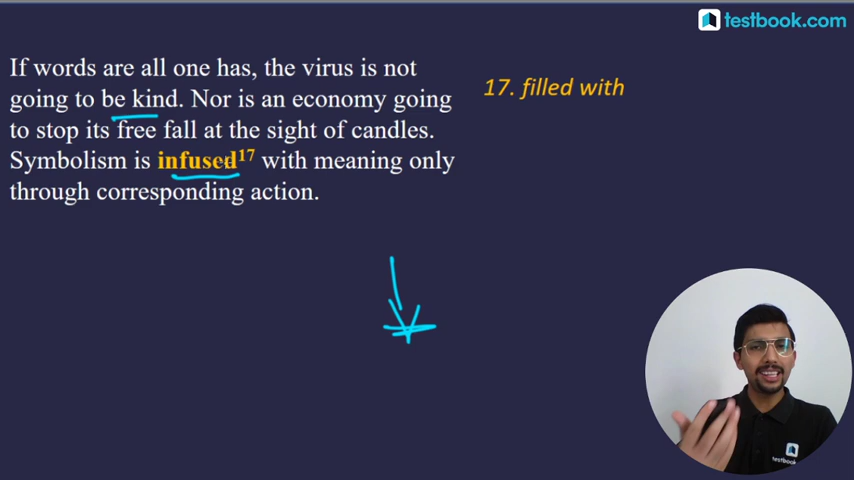 testbook.com
If words are all one has, the virus is not
going to be kind. Nor is an economy going
to stop its free fall at the sight of candles.
Symbolism is infused17 with meaning only
through corresponding action.
17. filled with
testbook